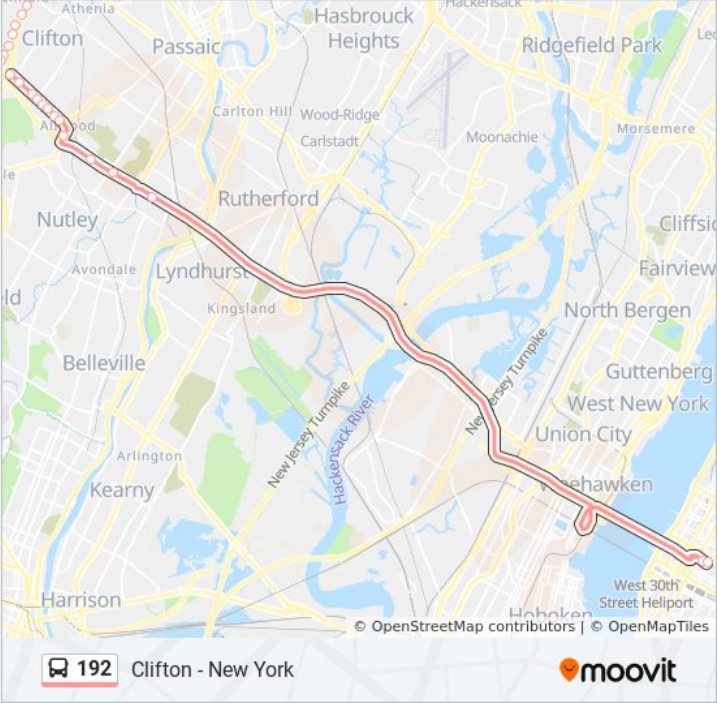 Hackensack
Athenia
Hasbrouck
Heights
Clifton
Passaic
Ridgefield Park
Carlton Hill
Wood-Ridge
Carlstadt
Moonachie
Morsemere
Rutherford
Nutley
Cliffsid
Avondale
Lyndhurst
Fairview
Kingsland
North Bergen
New Jersey Turnpike
Belleville
Guttenberg
West New York
New Jersey Turnpike
Union City
Hackensack River
Arlington
Weehawken
Kearny
West 30th
Street Heliport
Harrison
Hoboken
© OpenStreetMap contributors | © OpenMapTiles
192 Clifton - New York
moovit